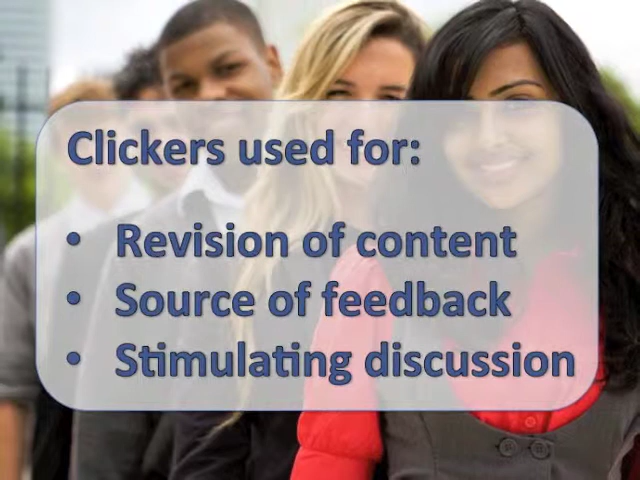 Clickers used for:
• Revision of content
• Source of feedback
• Stimulating discussion